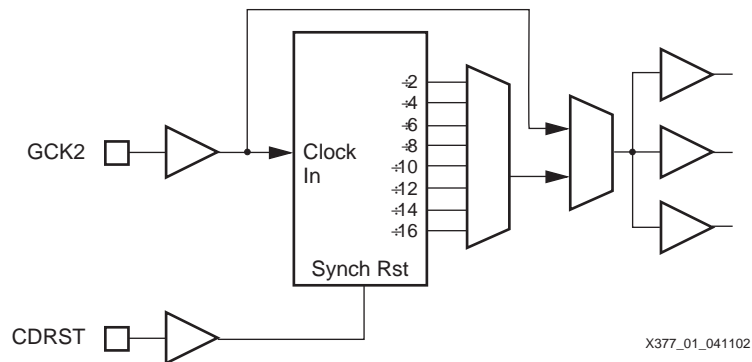 ÷2
÷4
÷6
÷8
÷10
÷12
÷14
÷16
GCK2
Clock
In
Synch Rst
CDRST
X377_01_041102